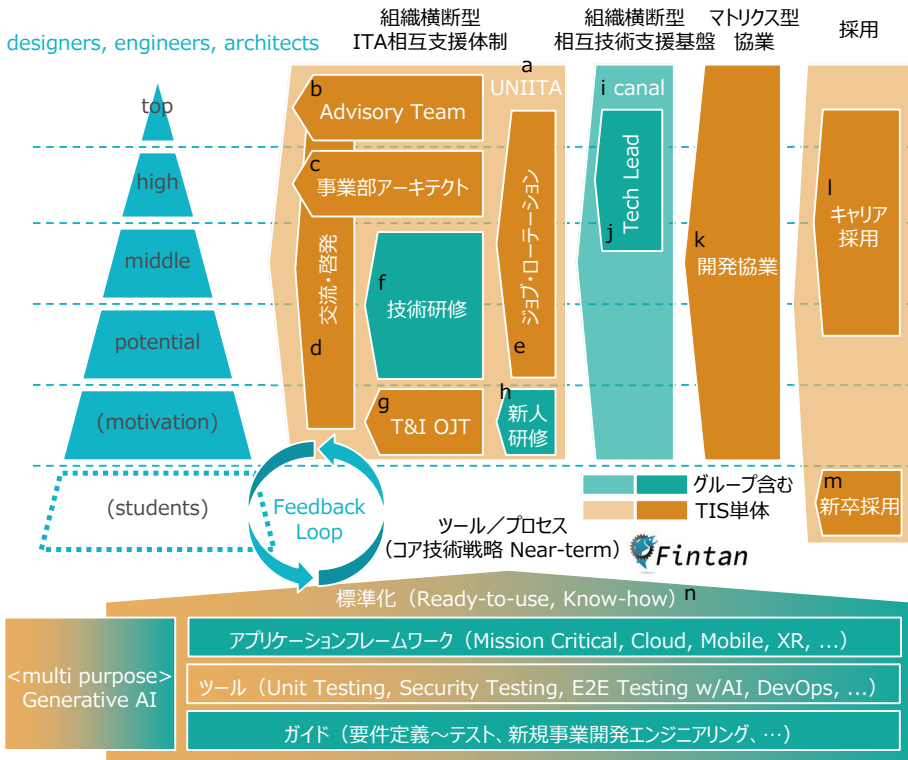 designers, engineers, architects
組織横断型
ITA相互支援体制
組織横断型
相互技術支援基盤
マトリクス型
協業
採用
top
high
middle
potential
(motivation)
(students)
a
UNIITA
b
Advisory Team
c
事業部アーキテクト
d
交流・啓発
e
ジョブ・ローテーション
f
技術研修
g
T&I OJT
h
新人
研修
i canal
j
Tech Lead
k
開発協業
l
キャリア
採用
m
新卒採用
グループ含む
TIS単体
Feedback
Loop
ツール／プロセス
（コア技術戦略 Near-term）
Fintan
標準化（Ready-to-use, Know-how）n
<multi purpose>
Generative AI
アプリケーションフレームワーク（Mission Critical, Cloud, Mobile, XR, ...）
ツール（Unit Testing, Security Testing, E2E Testing w/AI, DevOps, ...）
ガイド（要件定義～テスト、新規事業開発エンジニアリング、…）